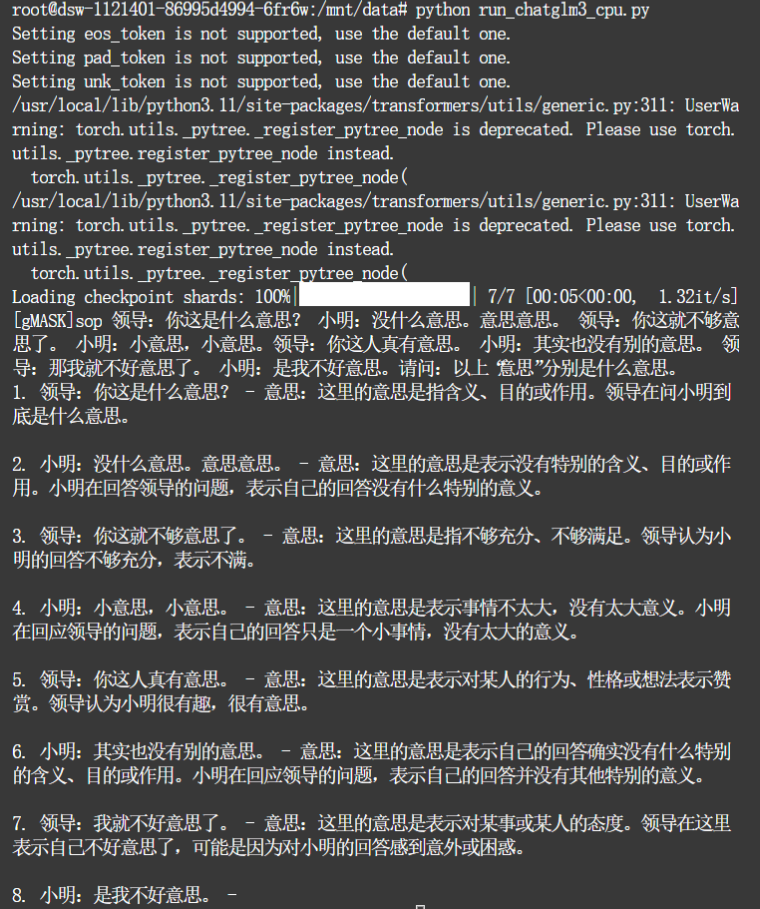 root@dsw-1121401-86995d4994-6fr6w:/mnt/data# python run_chatglm3_cpu.py
Setting eos_token is not supported, use the default one.
Setting pad_token is not supported, use the default one.
Setting unk_token is not supported, use the default one.
/usr/local/lib/python3.11/site-packages/transformers/utils/generic.py:311: UserWa
rning: torch.utils._pytree._register_pytree_node is deprecated. Please use torch.
utils._pytree.register_pytree_node instead.
  torch.utils._pytree._register_pytree_node(
/usr/local/lib/python3.11/site-packages/transformers/utils/generic.py:311: UserWa
rning: torch.utils._pytree._register_pytree_node is deprecated. Please use torch.
utils._pytree.register_pytree_node instead.
  torch.utils._pytree._register_pytree_node(
Loading checkpoint shards: 100%|██████████| 7/7 [00:05<00:00,  1.32it/s]
[gMASK]sop 领导：你这是什么意思？ 小明：没什么意思。意思意思。 领导：你这就不够意
思了。 小明：小意思，小意思。领导：你这人真有意思。 小明：其实也没有别的意思。 领
导：那我就不好意思了。 小明：是我不好意思。请问：以上“意思”分别是什么意思。
1. 领导：你这是什么意思？ - 意思：这里的意思是指含义、目的或作用。领导在问小明到
底是什么意思。
2. 小明：没什么意思。意思意思。 - 意思：这里的意思是表示没有特别的含义、目的或作
用。小明在回答领导的问题，表示自己的回答没有什么特别的意义。
3. 领导：你这就不够意思了。 - 意思：这里的意思是指不够充分、不够满足。领导认为小
明的回答不够充分，表示不满。
4. 小明：小意思，小意思。 - 意思：这里的意思是表示事情不太大，没有太大意义。小明
在回应领导的问题，表示自己的回答只是一个小事情，没有太大的意义。
5. 领导：你这人真有意思。 - 意思：这里的意思是表示对某人的行为、性格或想法表示赞
赏。领导认为小明很有趣，很有意思。
6. 小明：其实也没有别的意思。 - 意思：这里的意思是表示自己的回答确实没有什么特别
的含义、目的或作用。小明在回应领导的问题，表示自己的回答并没有其他特别的意义。
7. 领导：我就不好意思了。 - 意思：这里的意思是表示对某事或某人的态度。领导在这里
表示自己不好意思了，可能是因为对小明的回答感到意外或困惑。
8. 小明：是我不好意思。 -